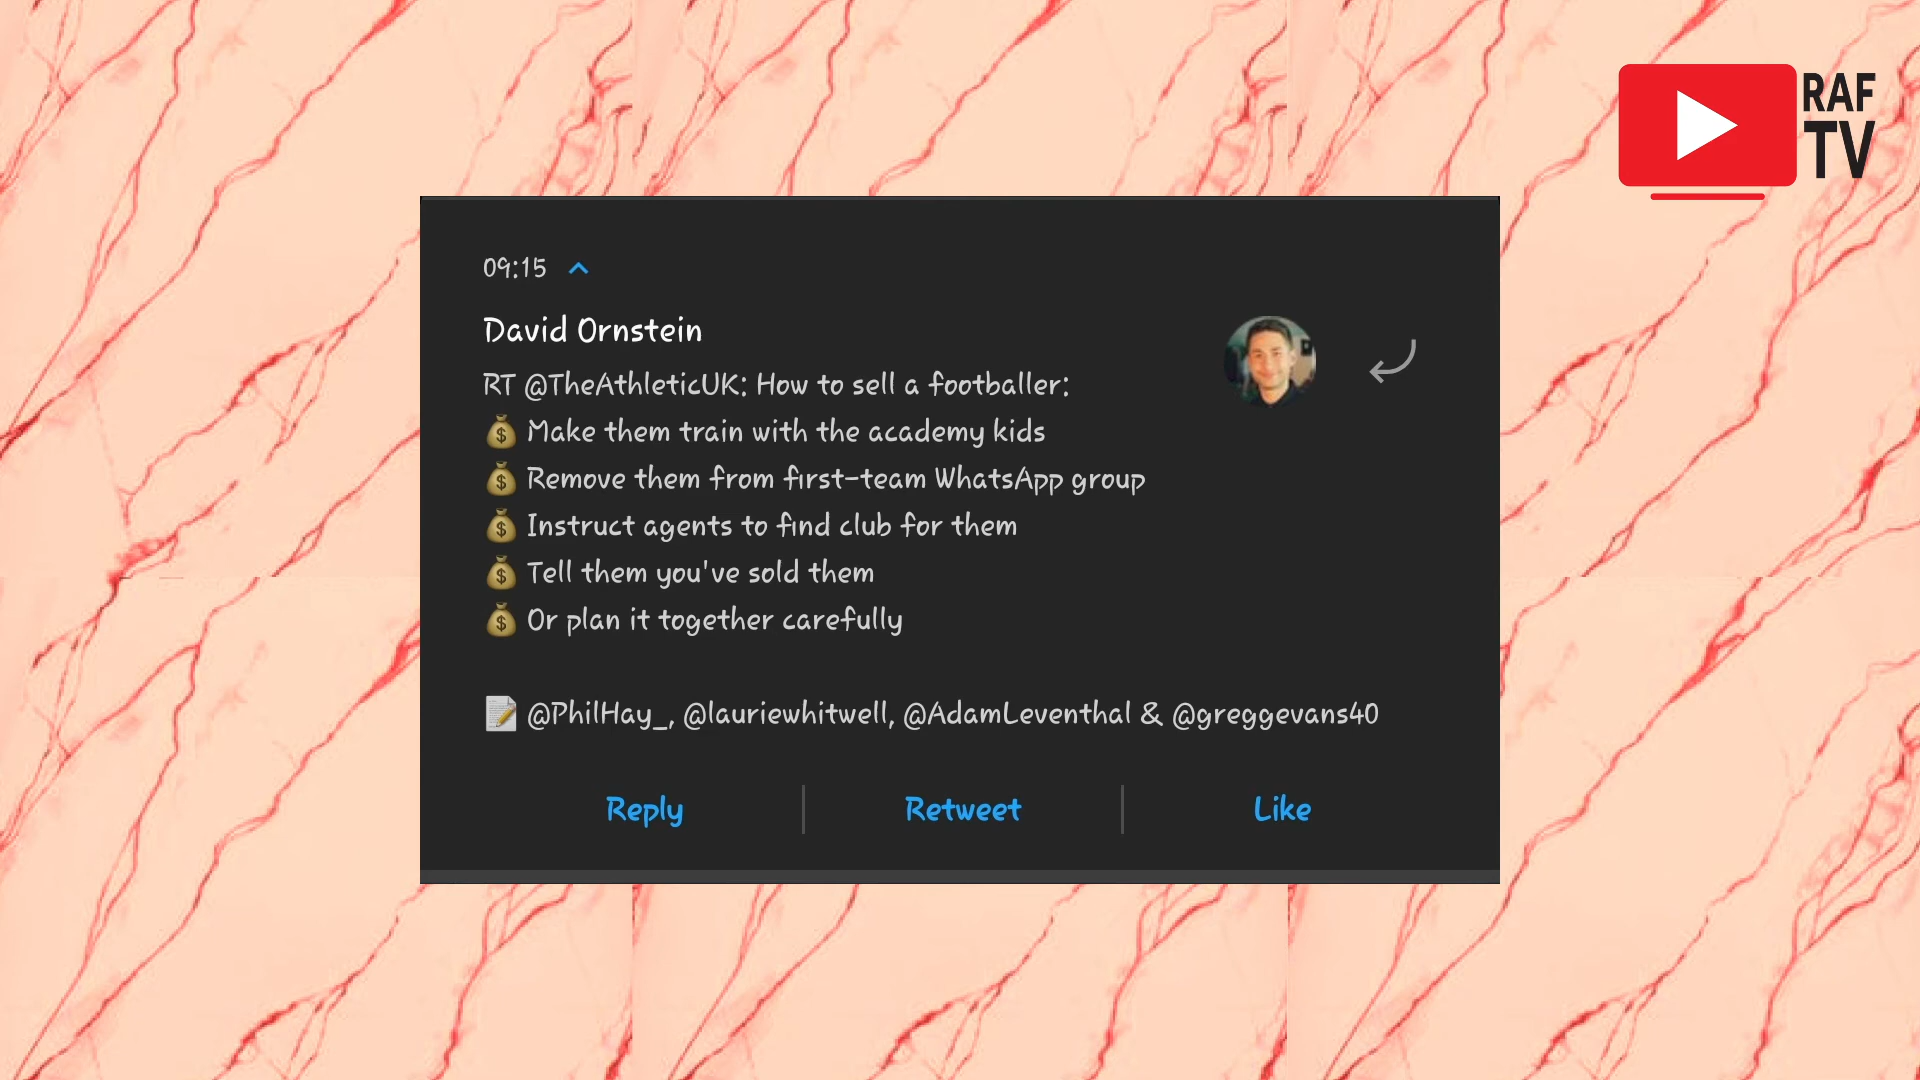 RAF
TV
09:15
David Ornstein
RT @TheAthleticUK: How to sell a footballer:
💰 Make them train with the academy kids
💰 Remove them from first-team WhatsApp group
💰 Instruct agents to find club for them
💰 Tell them you've sold them
💰 Or plan it together carefully
📝 @PhilHay_, @lauriewhitwell, @AdamLeventhal & @greggevans40
Reply
Retweet
Like